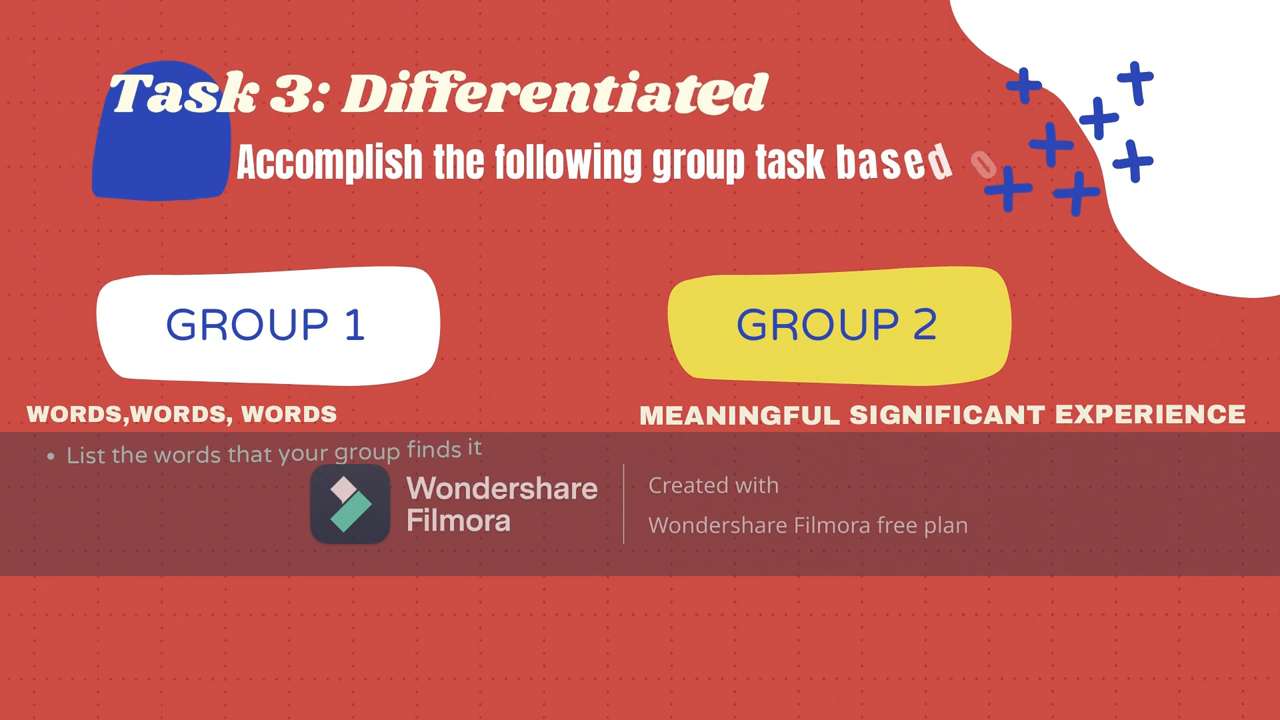 Task 3: Differentiated
Accomplish the following group task based o
GROUP 1
GROUP 2
WORDS,WORDS, WORDS
MEANINGFUL SIGNIFICANT EXPERIENCE
• List the words that your group finds it
Wondershare
Filmora
Created with
Wondershare Filmora free plan